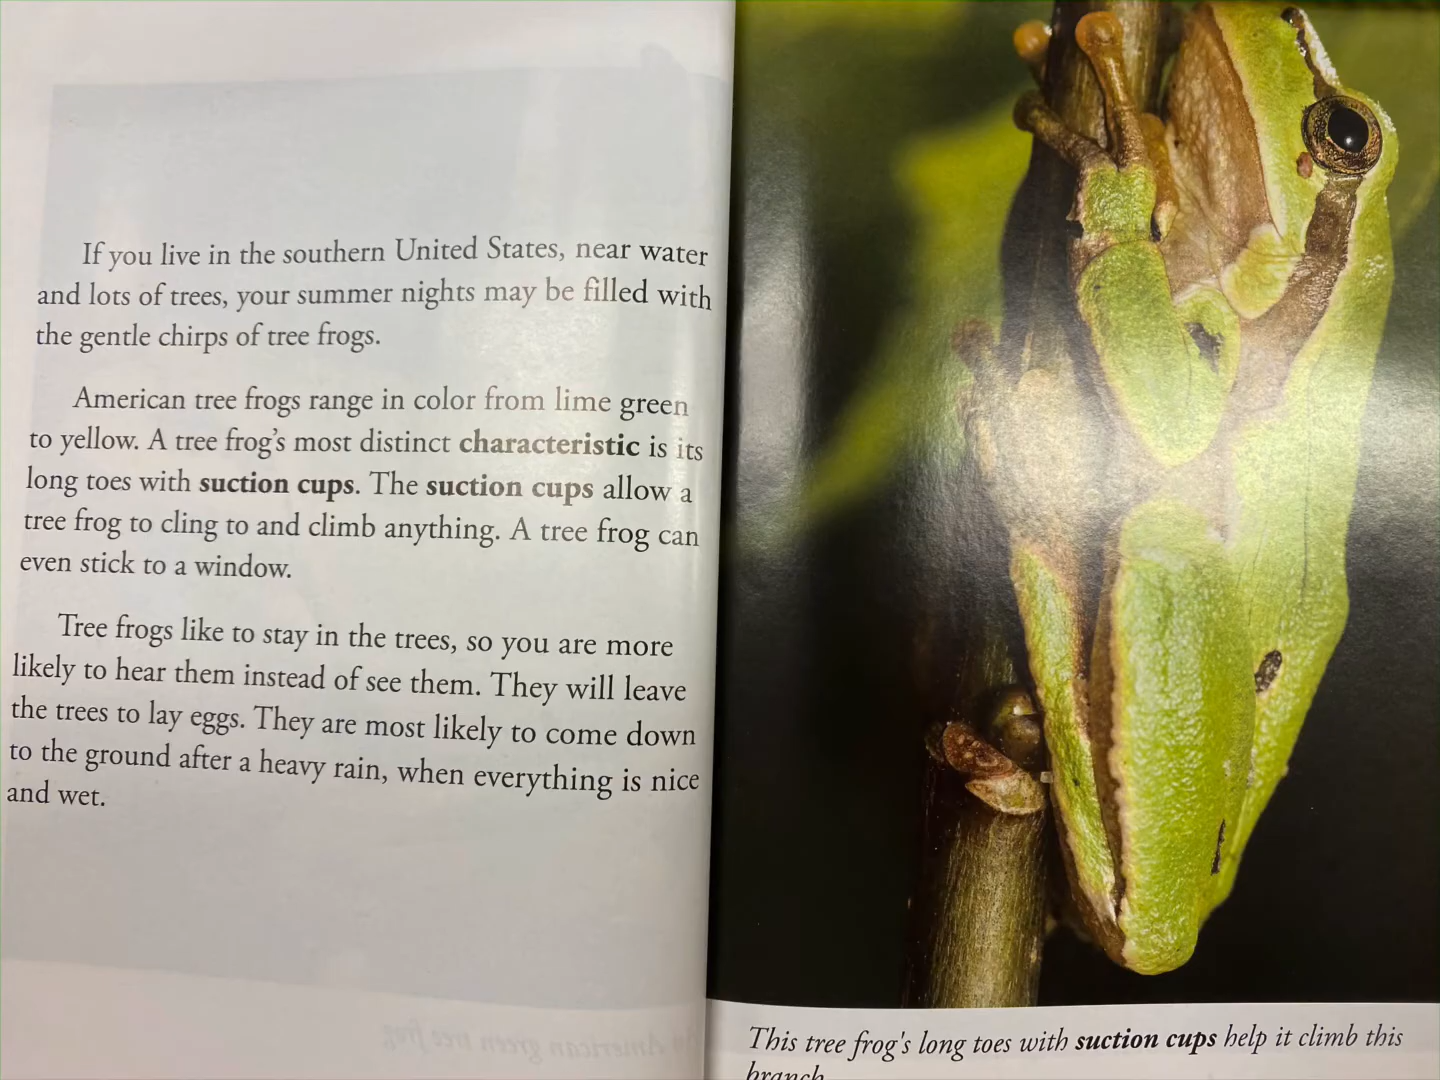 If you live in the southern United States, near water
and lots of trees, your summer nights may be filled with
the gentle chirps of tree frogs.
American tree frogs range in color from lime green
to yellow. A tree frog's most distinct characteristic is its
long toes with suction cups. The suction cups allow a
tree frog to cling to and climb anything. A tree frog can
even stick to a window.
Tree frogs like to stay in the trees, so you are more
likely to hear them instead of see them. They will leave
the trees to lay eggs. They are most likely to come down
to the ground after a heavy rain, when everything is nice
and wet.
This tree frog's long toes with suction cups help it climb this
branch